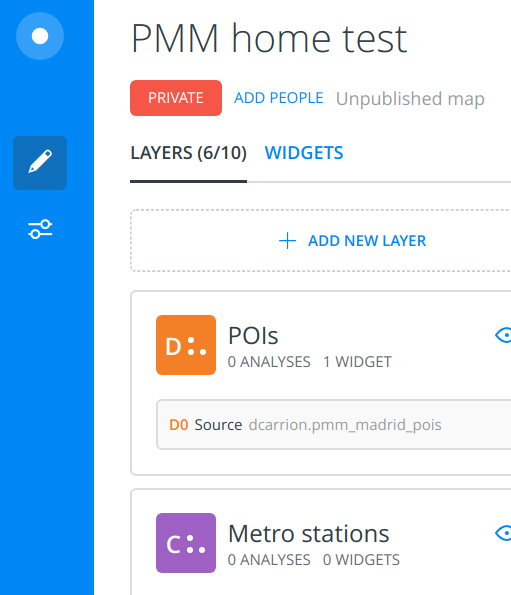 PMM home test
PRIVATE ADD PEOPLE Unpublished map
LAYERS (6/10) WIDGETS
ADD NEW LAYER
D POIs
0 ANALYSES 1 WIDGET
D0 Source dcarrion.pmm_madrid_pois
C Metro stations
0 ANALYSES 0 WIDGETS